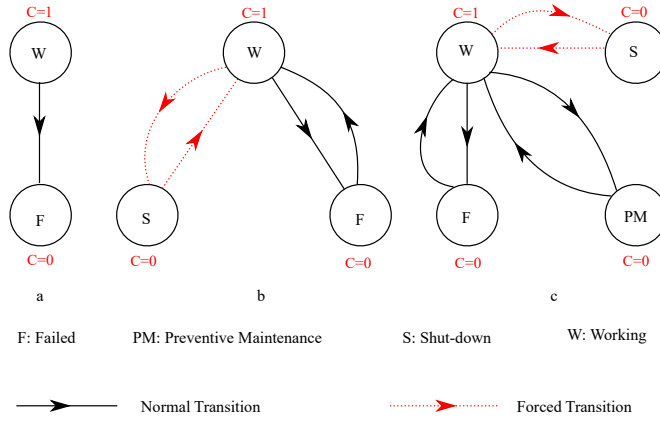 C=1 C=1 C=1 C=0
W W W S
F S F F PM
C=0 C=0 C=0 C=0 C=0
a b c
F: Failed PM: Preventive Maintenance S: Shut-down W: Working
Normal Transition Forced Transition